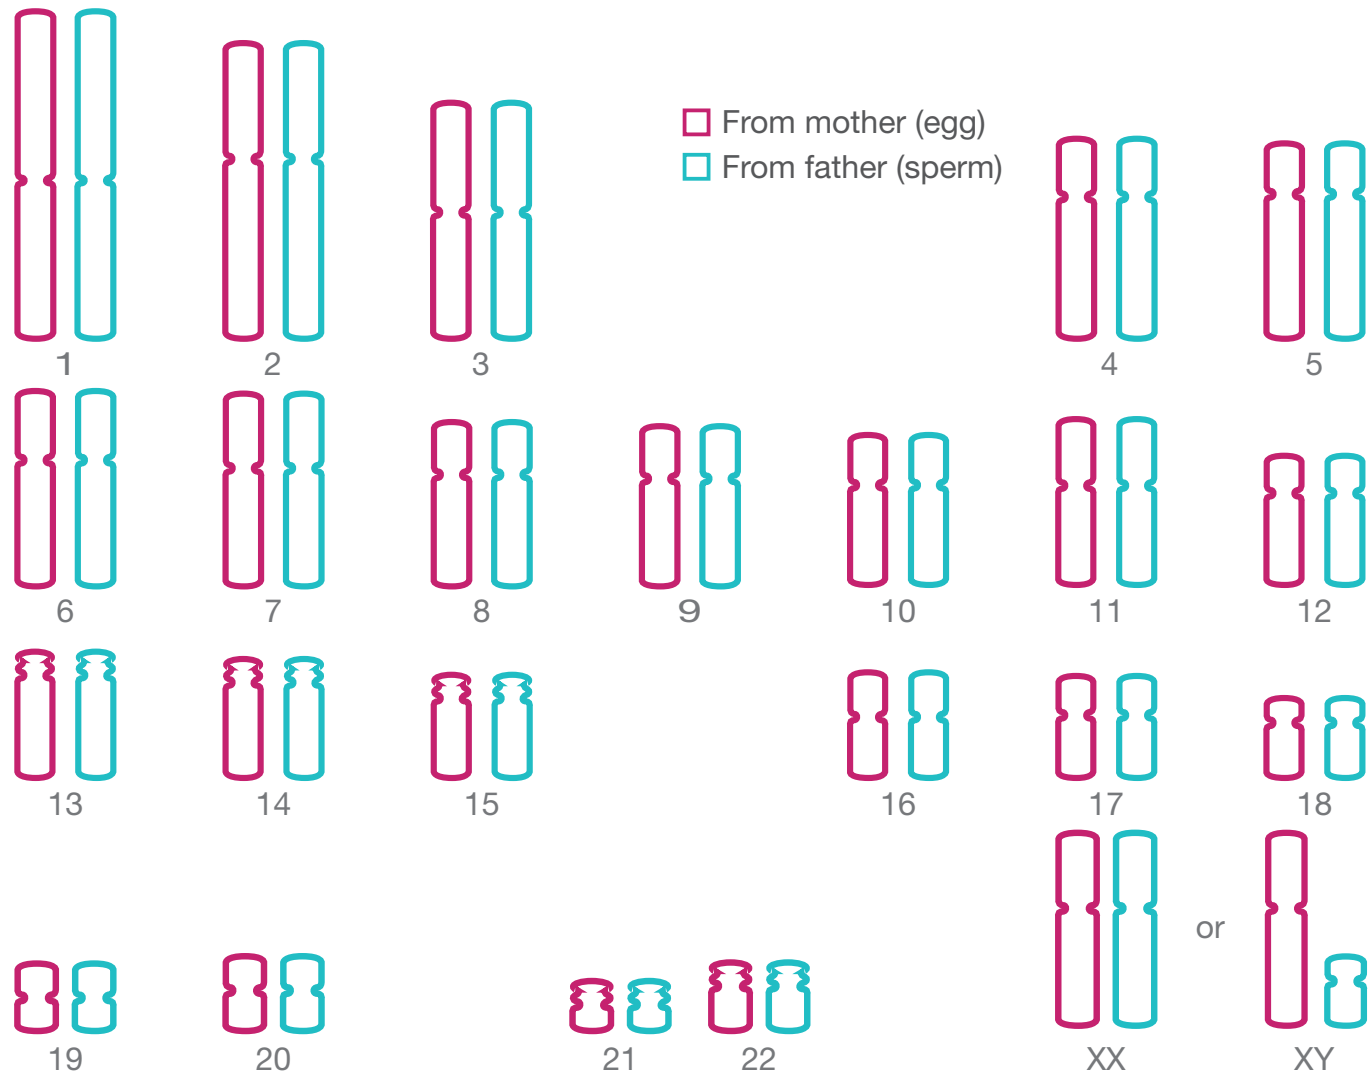 From mother (egg)
From father (sperm)
1 2 3 4 5
6 7 8 9 10 11 12
13 14 15 16 17 18
or
19 20 21 22 XX XY